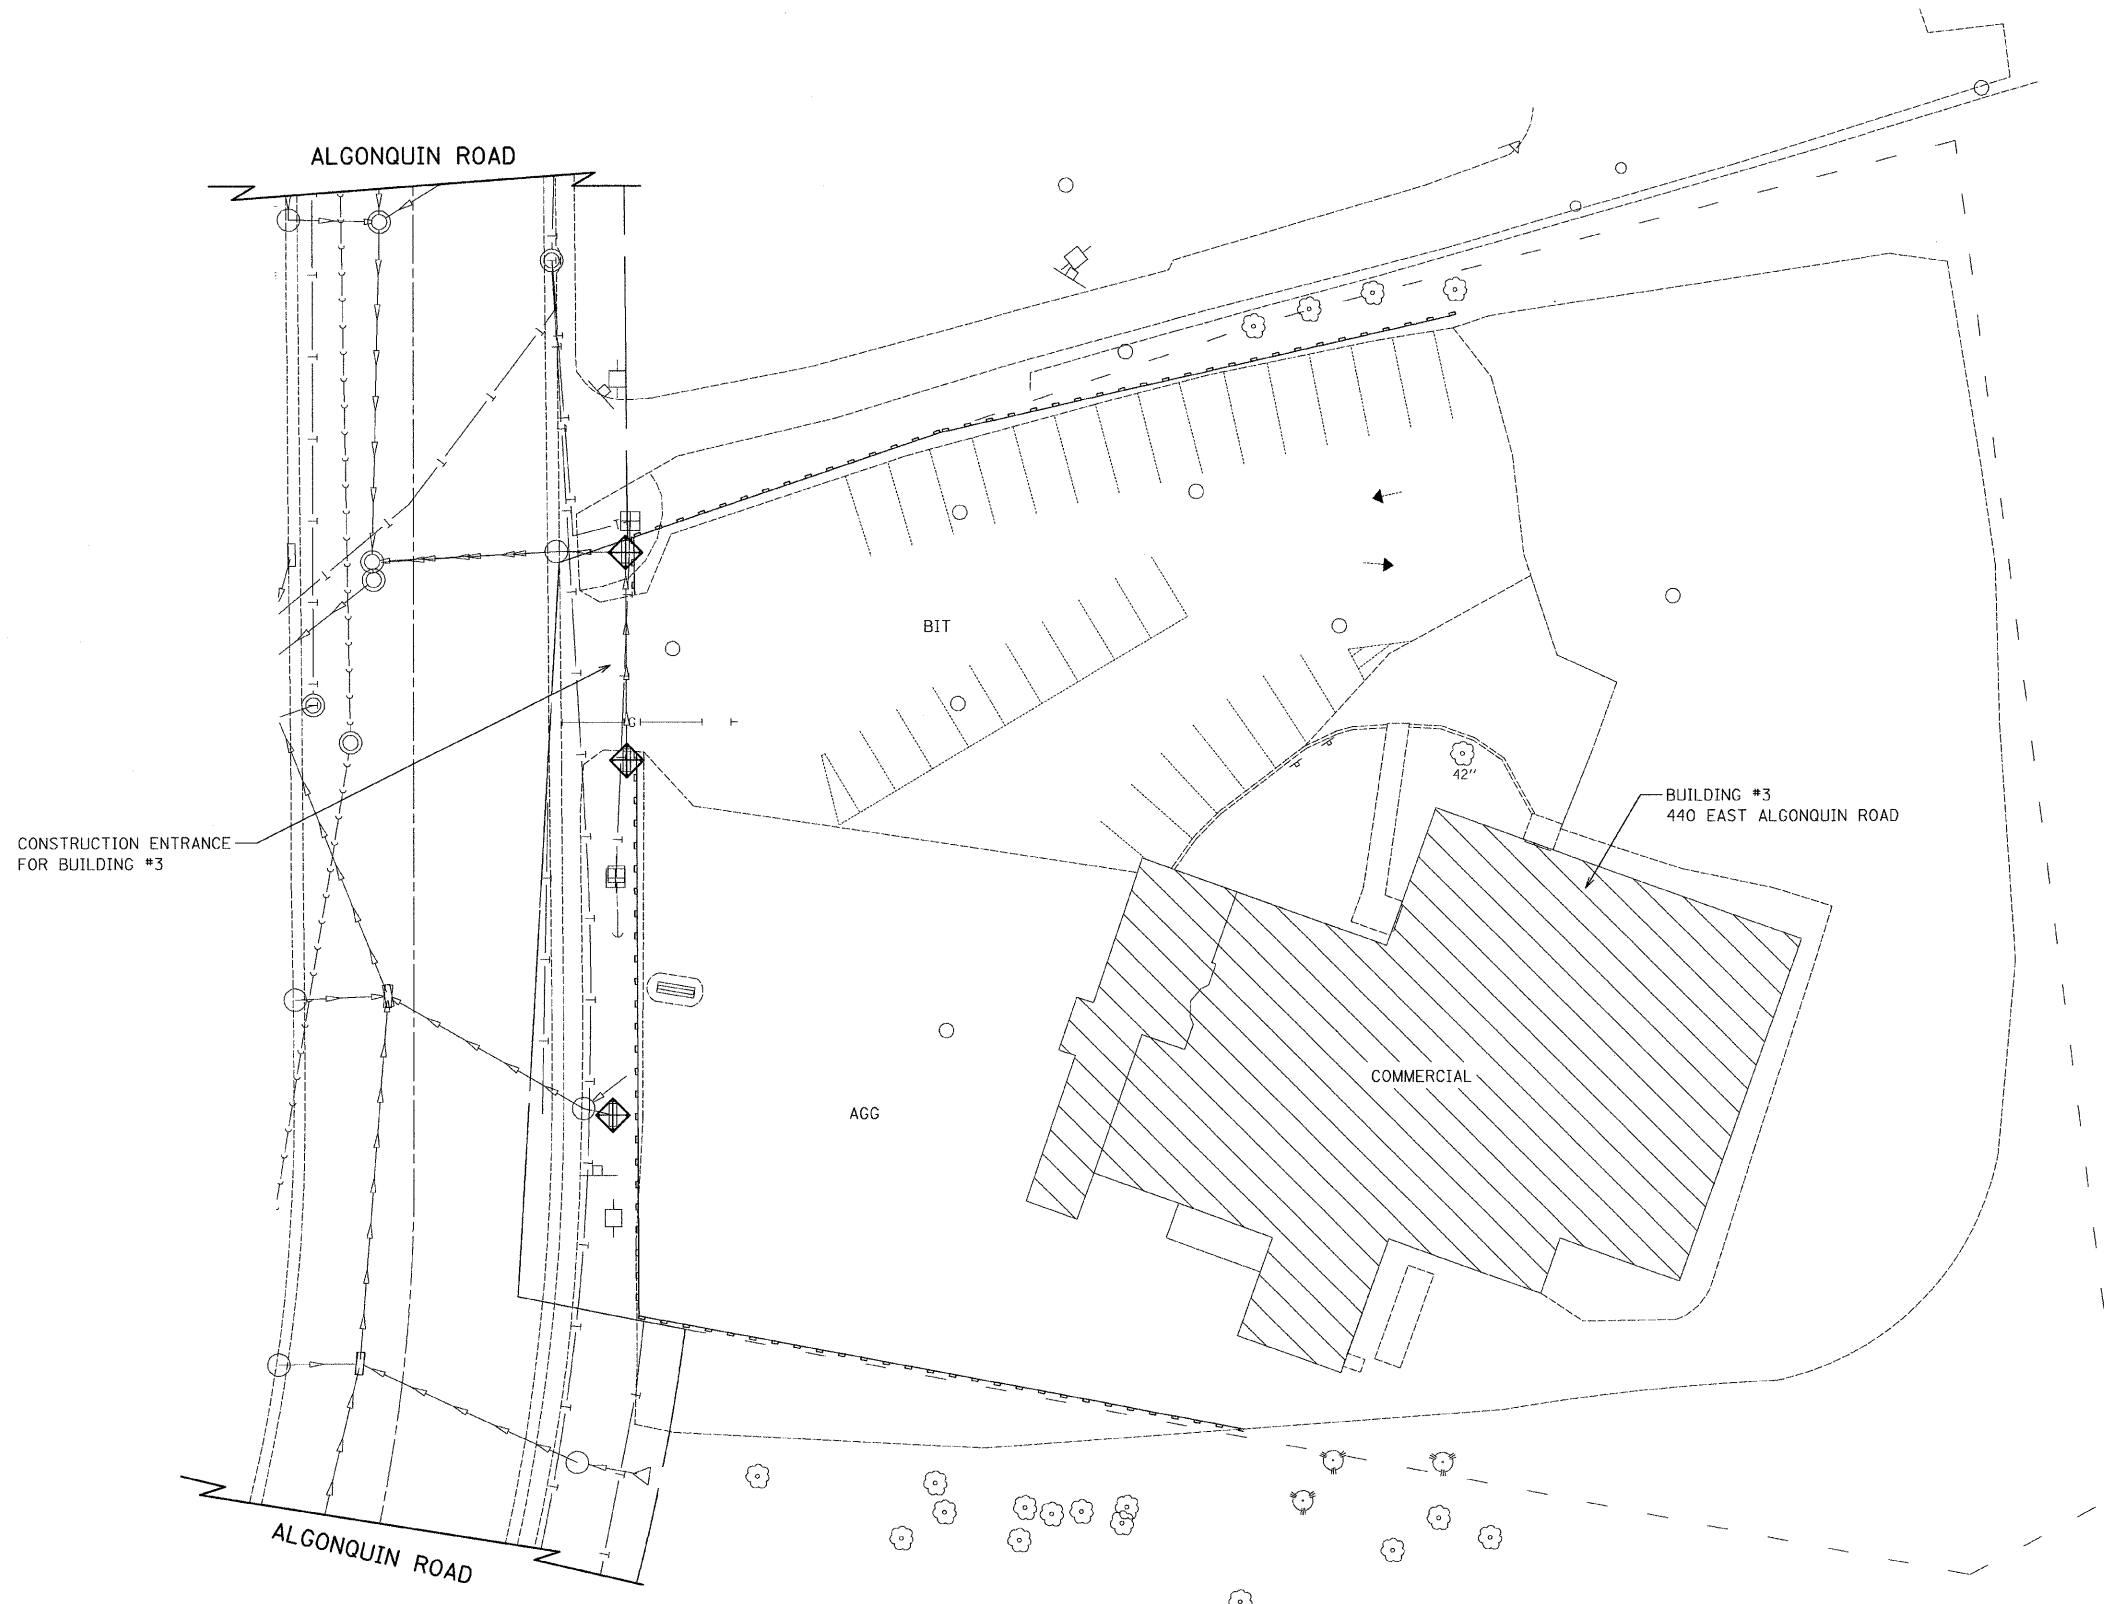 ALGONQUIN ROAD
BIT
G
42"
BUILDING #3
440 EAST ALGONQUIN ROAD
CONSTRUCTION ENTRANCE
FOR BUILDING #3
COMMERCIAL
AGG
ALGONQUIN ROAD